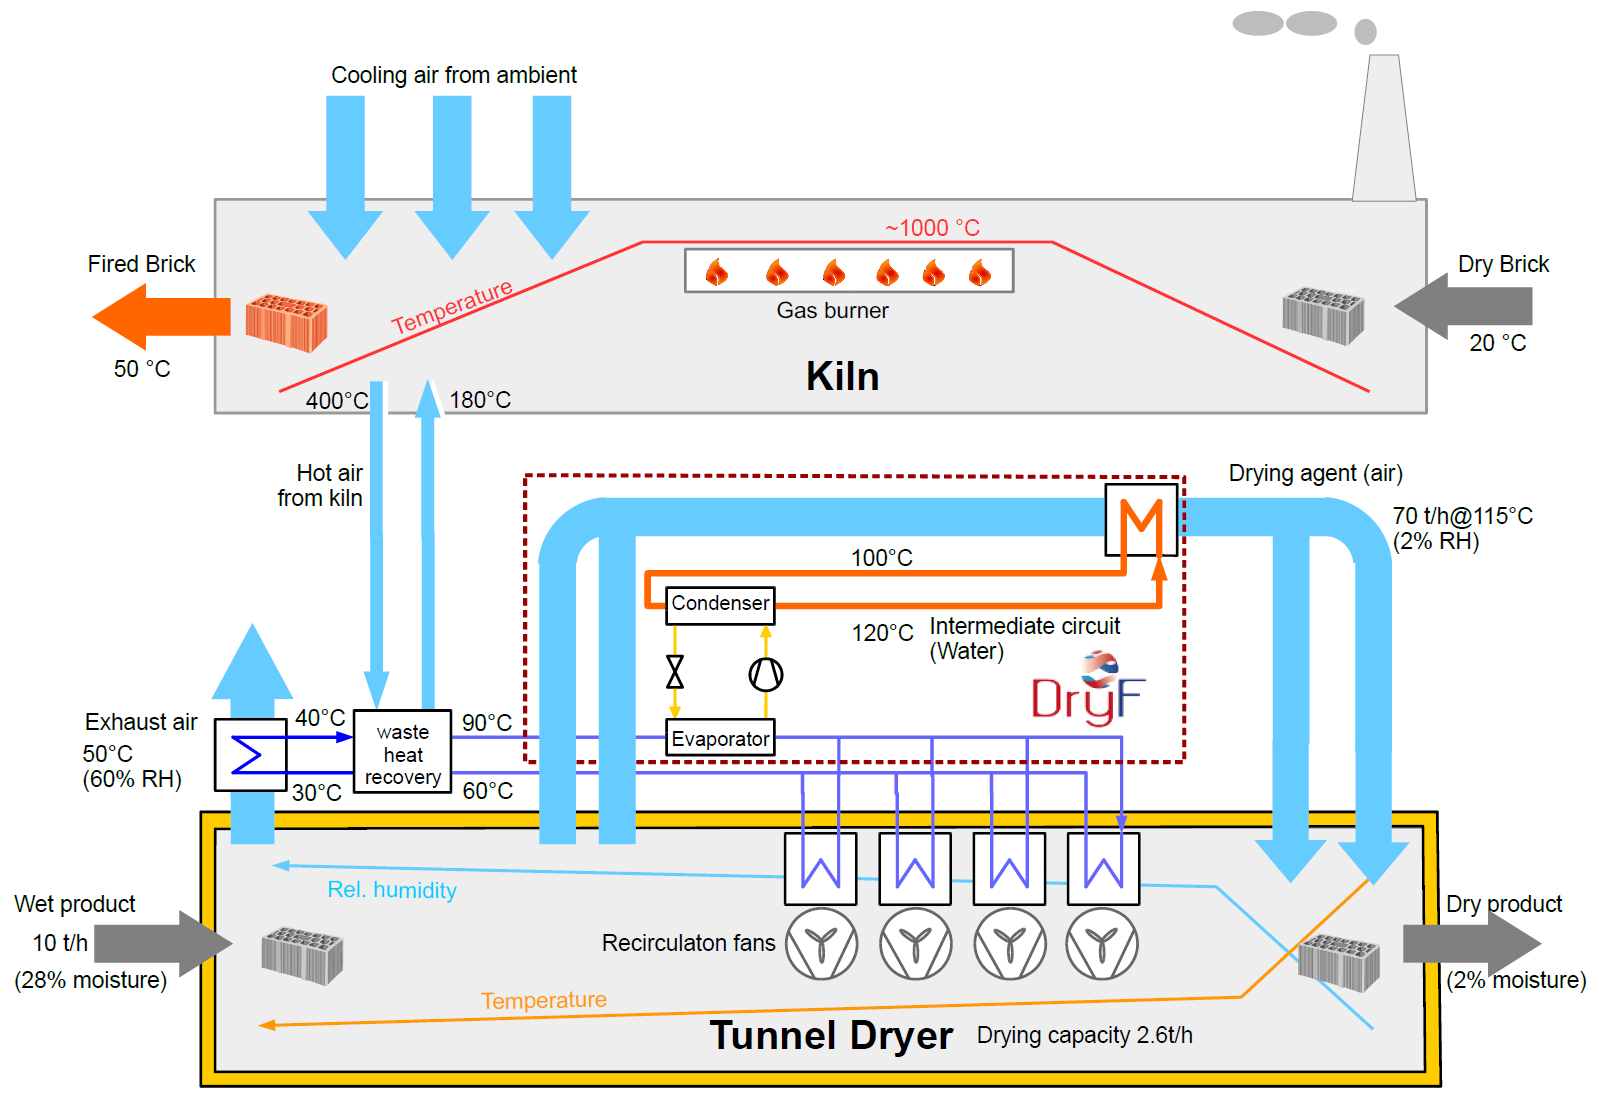 Cooling air from ambient
~1000 °C
Fired Brick
Dry Brick
Temperature
Gas burner
50 °C
20 °C
Kiln
400°C
180°C
Hot air
from kiln
Drying agent (air)
70 t/h@115°C
(2% RH)
100°C
Condenser
120°C
Intermediate circuit
(Water)
DryF
Exhaust air
50°C
(60% RH)
40°C
30°C
waste
heat
recovery
90°C
60°C
Evaporator
Rel. humidity
Wet product
10 t/h
(28% moisture)
Recirculaton fans
Dry product
(2% moisture)
Temperature
Tunnel Dryer
Drying capacity 2.6t/h